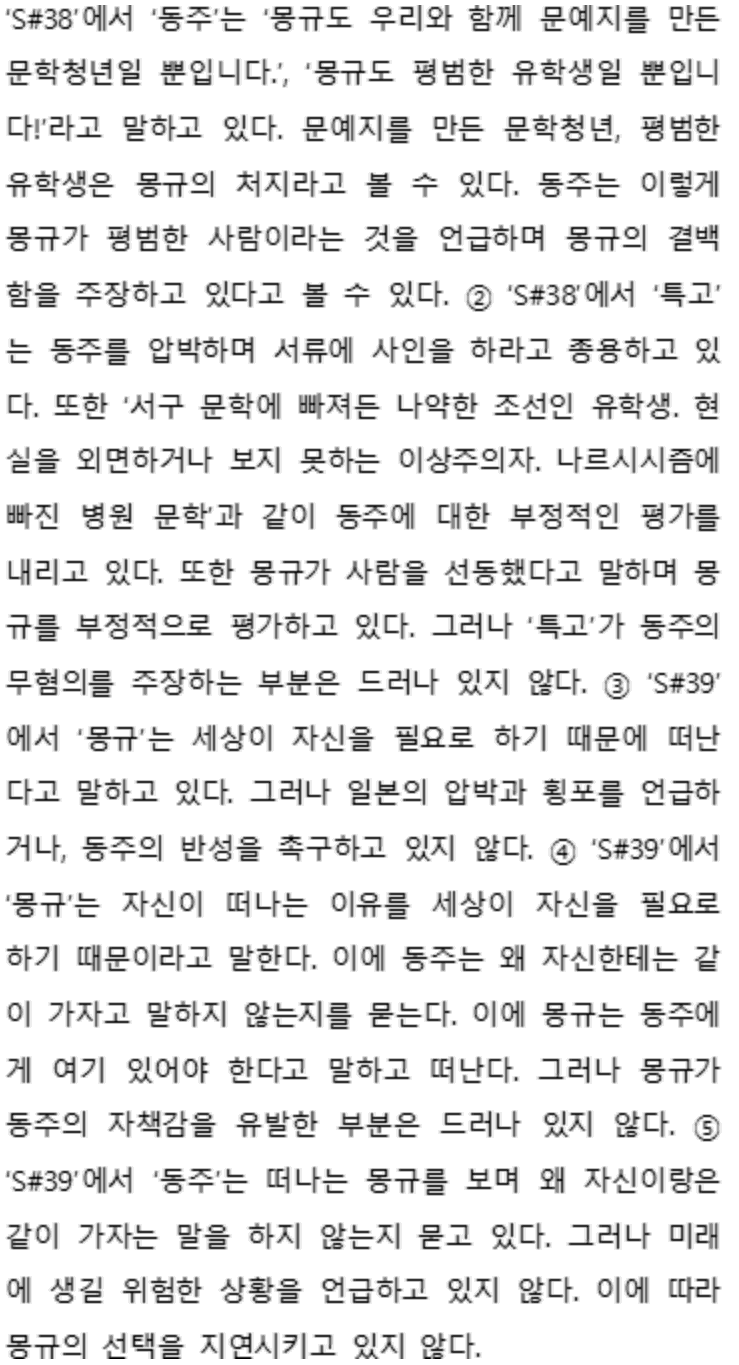 ‘S#38’에서 ‘동주’는 ‘몽규도 우리와 함께 문예지를 만든
문학청년일 뿐입니다.’, ‘몽규도 평범한 유학생일 뿐입니
다!’라고 말하고 있다. 문예지를 만든 문학청년, 평범한
유학생은 몽규의 처지라고 볼 수 있다. 동주는 이렇게
몽규가 평범한 사람이라는 것을 언급하며 몽규의 결백
함을 주장하고 있다고 볼 수 있다. ② ‘S#38’에서 ‘특고’
는 동주를 압박하며 서류에 사인을 하라고 종용하고 있
다. 또한 ‘서구 문학에 빠져든 나약한 조선인 유학생. 현
실을 외면하거나 보지 못하는 이상주의자. 나르시시즘에
빠진 병원 문학’과 같이 동주에 대한 부정적인 평가를
내리고 있다. 또한 몽규가 사람을 선동했다고 말하며 몽
규를 부정적으로 평가하고 있다. 그러나 ‘특고’가 동주의
무혐의를 주장하는 부분은 드러나 있지 않다. ③ ‘S#39’
에서 ‘몽규’는 세상이 자신을 필요로 하기 때문에 떠난
다고 말하고 있다. 그러나 일본의 압박과 횡포를 언급하
거나, 동주의 반성을 촉구하고 있지 않다. ④ ‘S#39’에서
‘몽규’는 자신이 떠나는 이유를 세상이 자신을 필요로
하기 때문이라고 말한다. 이에 동주는 왜 자신한테는 같
이 가자고 말하지 않는지를 묻는다. 이에 몽규는 동주에
게 여기 있어야 한다고 말하고 떠난다. 그러나 몽규가
동주의 자책감을 유발한 부분은 드러나 있지 않다. ⑤
‘S#39’에서 ‘동주’는 떠나는 몽규를 보며 왜 자신이랑은
같이 가자는 말을 하지 않는지 묻고 있다. 그러나 미래
에 생길 위험한 상황을 언급하고 있지 않다. 이에 따라
몽규의 선택을 지연시키고 있지 않다.